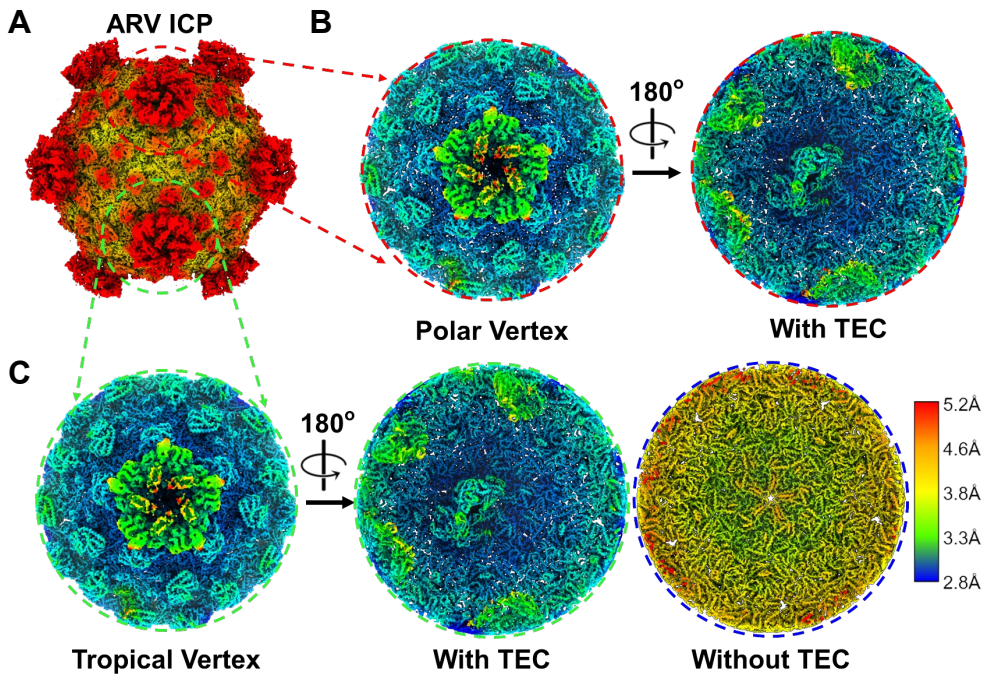 A
ARV ICP
B
180°
Polar Vertex
With TEC
C
180°
5.2Å
4.6Å
3.8Å
3.3Å
2.8Å
Tropical Vertex
With TEC
Without TEC